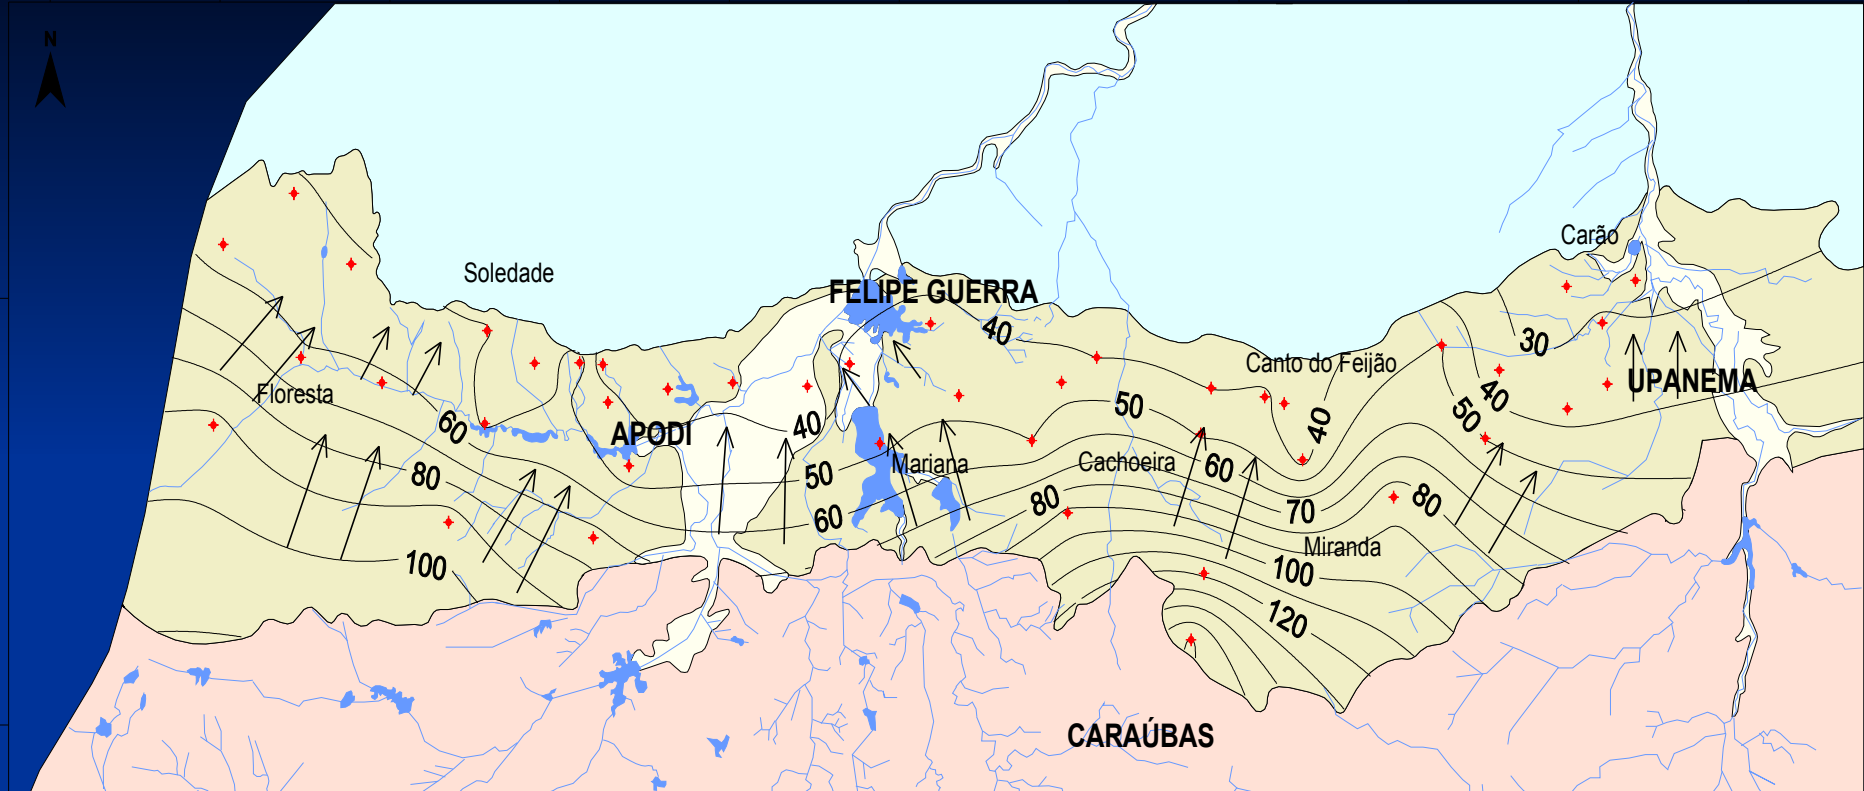 N
Carão
Soledade
FELIPE GUERRA
40
30
Canto do Feijão
UPANEMA
Floresta
40
50
50
60
40
40
APODI
Mariana
Cachoeira
60
80
50
80
80
70
60
Miranda
100
100
120
CARAÚBAS